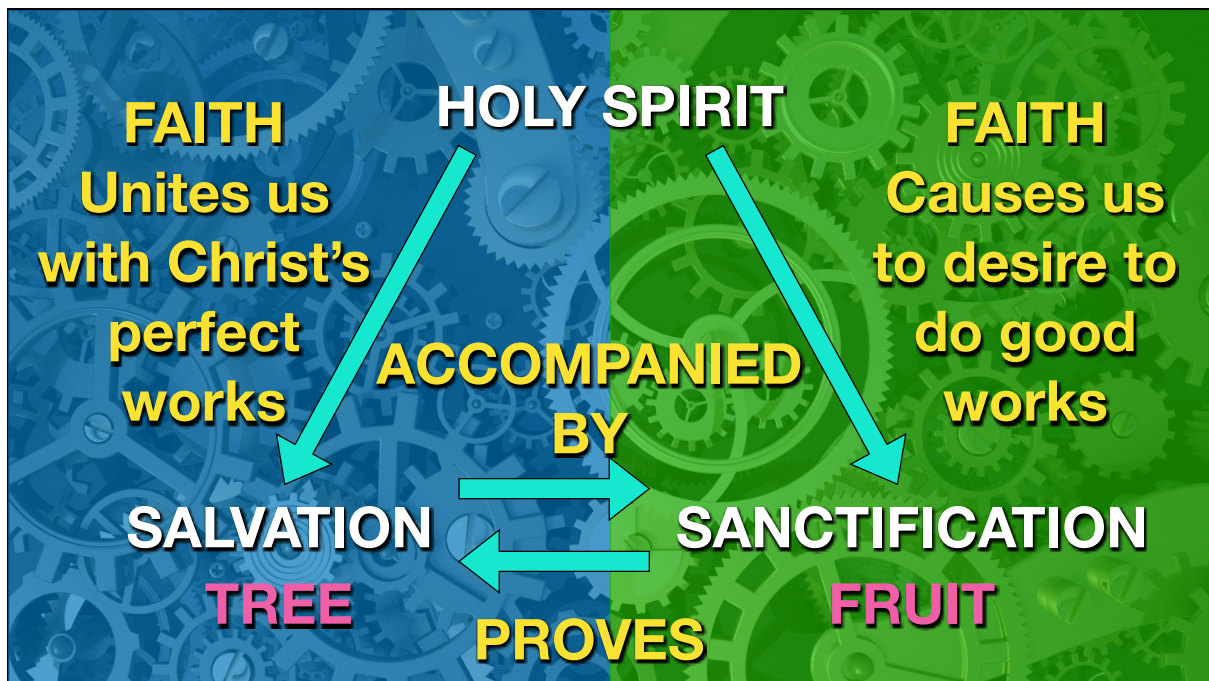 HOLY SPIRIT
FAITH
Unites us
with Christ’s
perfect
works
FAITH
Causes us
to desire to
do good
works
ACCOMPANIED
BY
SALVATION
TREE
SANCTIFICATION
FRUIT
PROVES